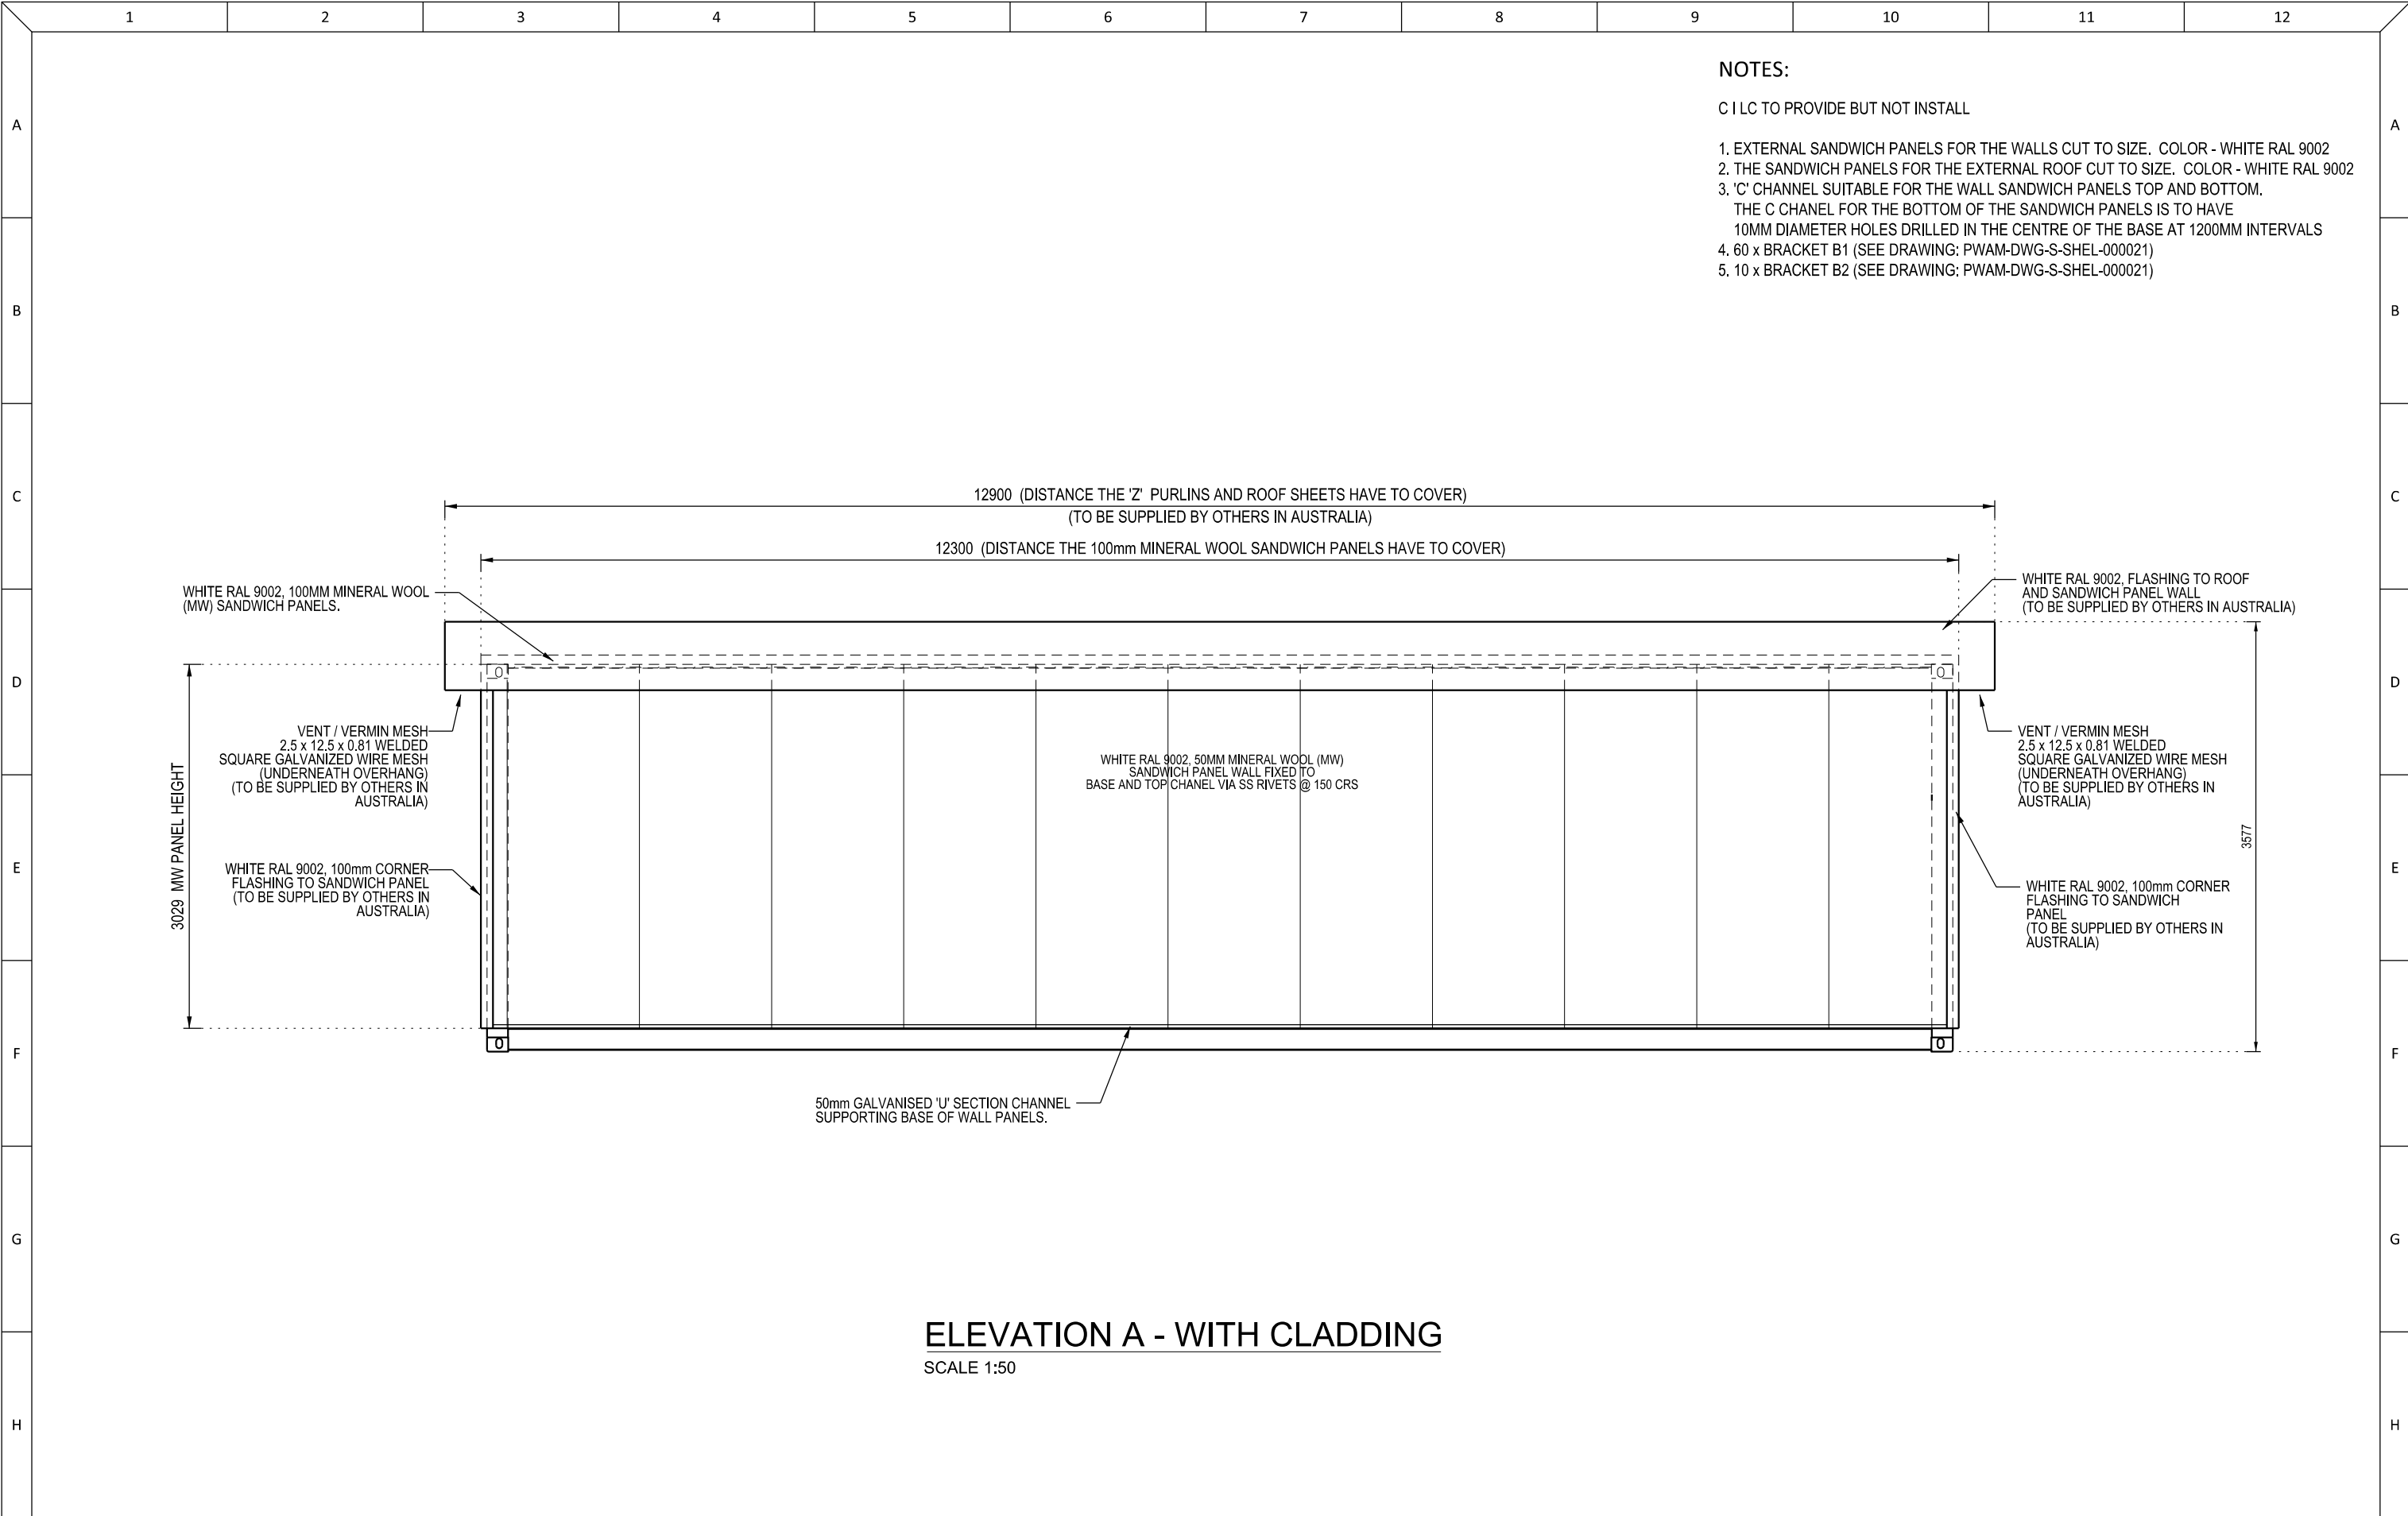 1 2 3 4 5 6 7 8 9 10 11 12
NOTES:
C I LC TO PROVIDE BUT NOT INSTALL
1. EXTERNAL SANDWICH PANELS FOR THE WALLS CUT TO SIZE. COLOR - WHITE RAL 9002
2. THE SANDWICH PANELS FOR THE EXTERNAL ROOF CUT TO SIZE. COLOR - WHITE RAL 9002
3. 'C' CHANNEL SUITABLE FOR THE WALL SANDWICH PANELS TOP AND BOTTOM.
THE C CHANEL FOR THE BOTTOM OF THE SANDWICH PANELS IS TO HAVE
10MM DIAMETER HOLES DRILLED IN THE CENTRE OF THE BASE AT 1200MM INTERVALS
4. 60 x BRACKET B1 (SEE DRAWING: PWAM-DWG-S-SHEL-000021)
5. 10 x BRACKET B2 (SEE DRAWING: PWAM-DWG-S-SHEL-000021)
A A
B B
C C
D D
E E
F F
G G
H H
12900 (DISTANCE THE 'Z' PURLINS AND ROOF SHEETS HAVE TO COVER)
(TO BE SUPPLIED BY OTHERS IN AUSTRALIA)
12300 (DISTANCE THE 100mm MINERAL WOOL SANDWICH PANELS HAVE TO COVER)
WHITE RAL 9002, 100MM MINERAL WOOL
(MW) SANDWICH PANELS.
WHITE RAL 9002, FLASHING TO ROOF
AND SANDWICH PANEL WALL
(TO BE SUPPLIED BY OTHERS IN AUSTRALIA)
3029 MW PANEL HEIGHT
VENT / VERMIN MESH
2.5 x 12.5 x 0.81 WELDED
SQUARE GALVANIZED WIRE MESH
(UNDERNEATH OVERHANG)
(TO BE SUPPLIED BY OTHERS IN
AUSTRALIA)
WHITE RAL 9002, 50MM MINERAL WOOL (MW)
SANDWICH PANEL WALL FIXED TO
BASE AND TOP CHANEL VIA SS RIVETS @ 150 CRS
VENT / VERMIN MESH
2.5 x 12.5 x 0.81 WELDED
SQUARE GALVANIZED WIRE MESH
(UNDERNEATH OVERHANG)
(TO BE SUPPLIED BY OTHERS IN
AUSTRALIA)
3577
WHITE RAL 9002, 100mm CORNER
FLASHING TO SANDWICH PANEL
(TO BE SUPPLIED BY OTHERS IN
AUSTRALIA)
WHITE RAL 9002, 100mm CORNER
FLASHING TO SANDWICH
PANEL
(TO BE SUPPLIED BY OTHERS IN
AUSTRALIA)
50mm GALVANISED 'U' SECTION CHANNEL
SUPPORTING BASE OF WALL PANELS.
ELEVATION A - WITH CLADDING
SCALE 1:50